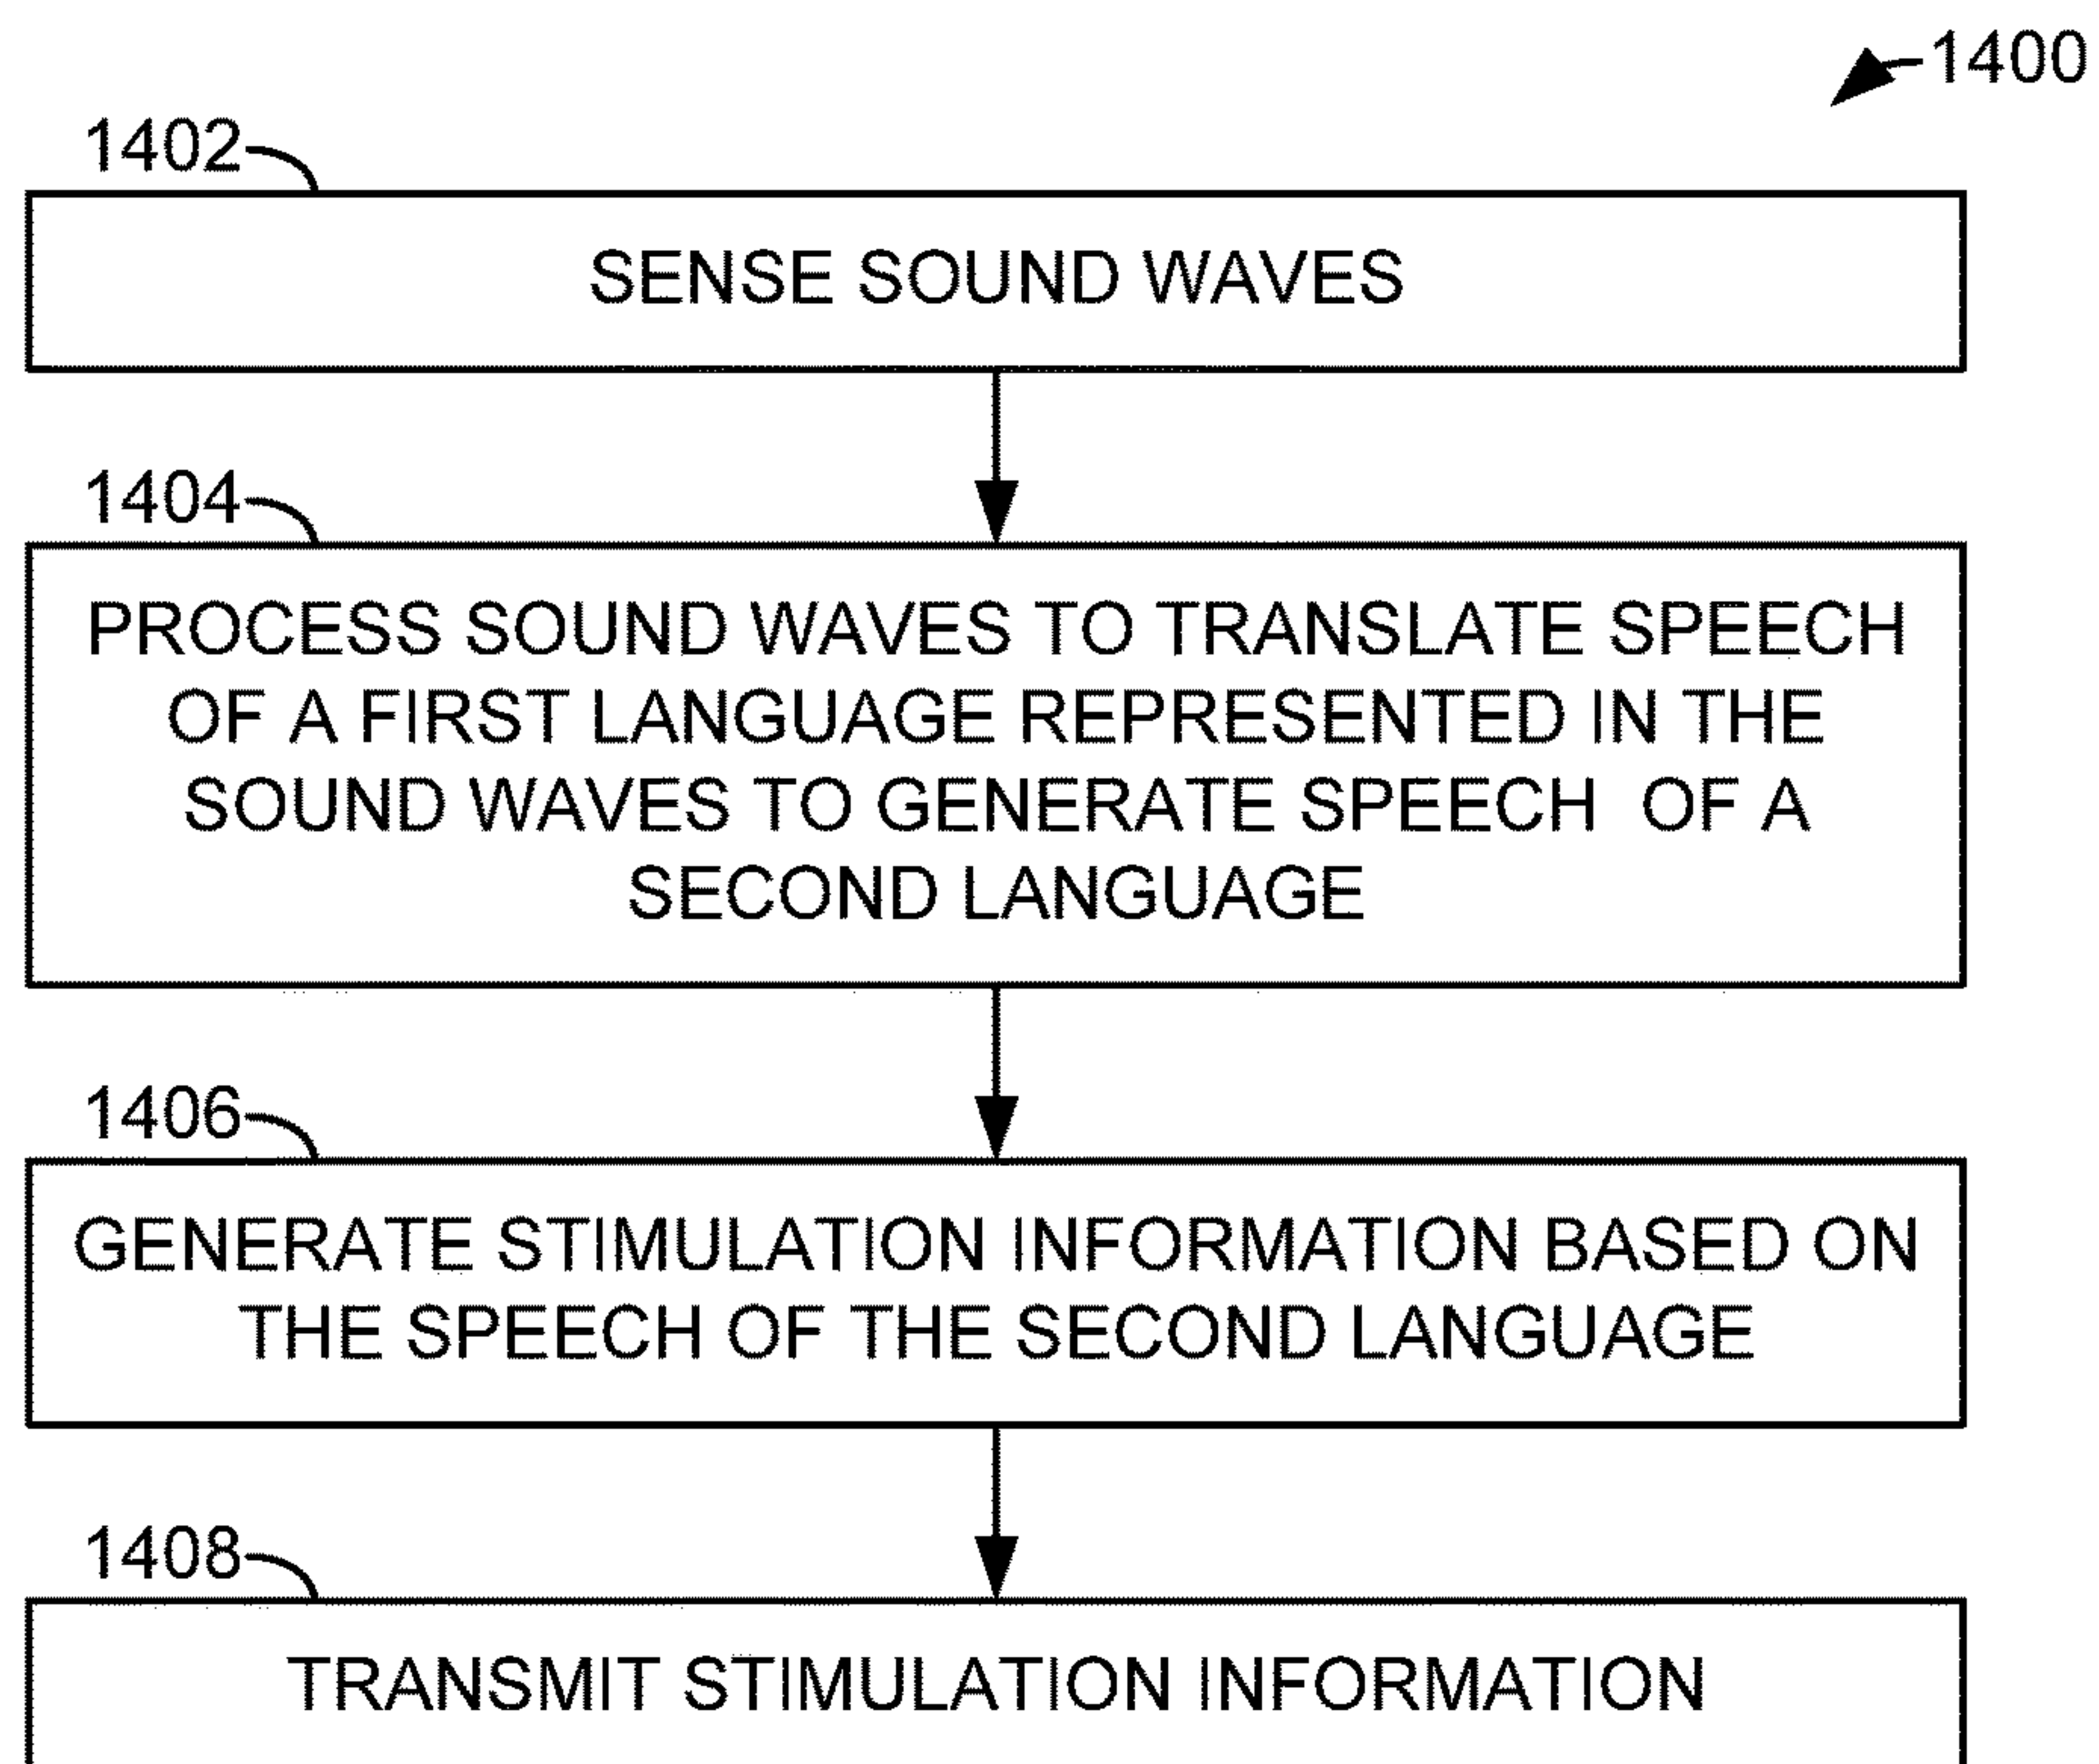 1400
1402
SENSE SOUND WAVES
1404
PROCESS SOUND WAVES TO TRANSLATE SPEECH
OF A FIRST LANGUAGE REPRESENTED IN THE
SOUND WAVES TO GENERATE SPEECH OF A
SECOND LANGUAGE
1406
GENERATE STIMULATION INFORMATION BASED ON
THE SPEECH OF THE SECOND LANGUAGE
1408
TRANSMIT STIMULATION INFORMATION